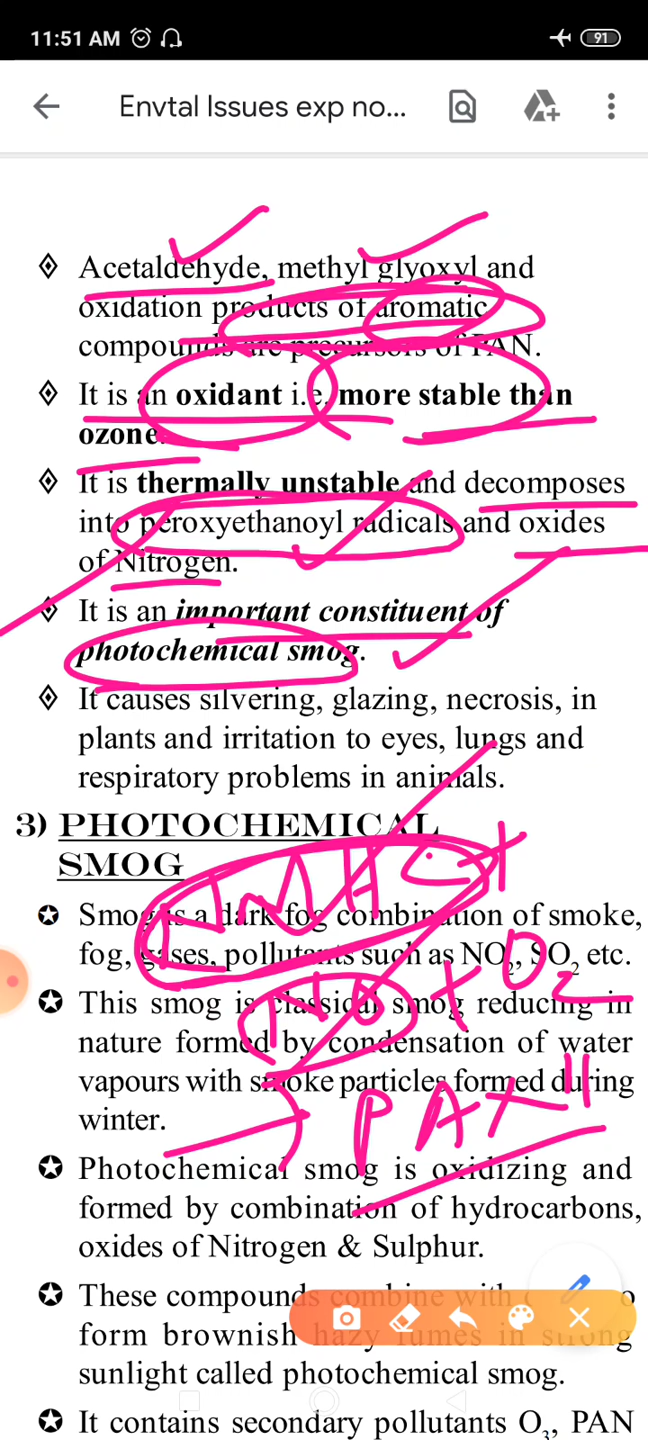 11:51 AM
91
Envtal Issues exp no...
Acetaldehyde, methyl glyoxyl and
oxidation products of aromatic
compounds are precursors of PAN.
It is an oxidant i.e. more stable than
ozone.
It is thermally unstable and decomposes
into peroxyethanoyl radicals and oxides
of Nitrogen.
It is an important constituent of
photochemical smog.
It causes silvering, glazing, necrosis, in
plants and irritation to eyes, lungs and
respiratory problems in animals.
3) PHOTOCHEMICAL
SMOG
NMHC +
Smog is a dark fog combination of smoke,
fog, gases, pollutants such as NO2, SO2 etc.
+ O2
This smog is classical smog reducing in
nature formed by condensation of water
vapours with smoke particles formed during
winter.
PAN
Photochemical smog is oxidizing and
formed by combination of hydrocarbons,
oxides of Nitrogen & Sulphur.
These compounds combine with
form brownish hazy fumes in strong
sunlight called photochemical smog.
It contains secondary pollutants O3, PAN